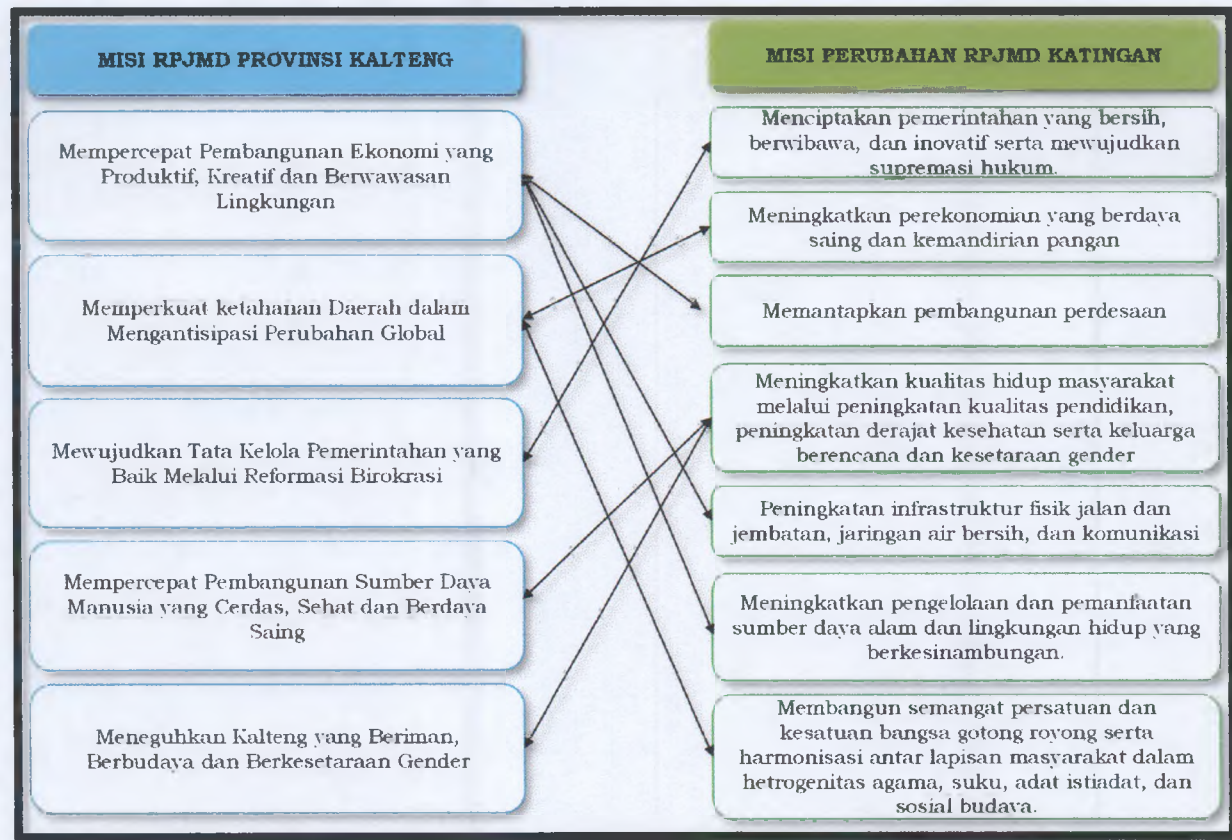 MISI RPJMD PROVINSI KALTENG
Mempercepat Pembangunan Ekonomi yang
Produktif, Kreatif dan Berwawasan
Lingkungan
Memperkuat ketahanan Daerah dalam
Mengantisipasi Perubahan Global
Mewujudkan Tata Kelola Pemerintahan yang
Baik Melalui Reformasi Birokrasi
Mempercepat Pembangunan Sumber Daya
Manusia yang Cerdas, Sehat dan Berdaya
Saing
Meneguhkan Kalteng yang Beriman,
Berbudaya dan Berkesetaraan Gender
MISI PERUBAHAN RPJMD KATINGAN
Menciptakan pemerintahan yang bersih,
berwibawa, dan inovatif serta mewujudkan
supremasi hukum.
Meningkatkan perekonomian yang berdaya
saing dan kemandirian pangan
Memantapkan pembangunan perdesaan
Meningkatkan kualitas hidup masyarakat
melalui peningkatan kualitas pendidikan,
peningkatan derajat kesehatan serta keluarga
berencana dan kesetaraan gender
Peningkatan infrastruktur fisik jalan dan
jembatan, jaringan air bersih, dan komunikasi
Meningkatkan pengelolaan dan pemanfaatan
sumber daya alam dan lingkungan hidup yang
berkesinambungan.
Membangun semangat persatuan dan
kesatuan bangsa gotong royong serta
harmonisasi antar lapisan masyarakat dalam
hetrogenitas agama, suku, adat istiadat, dan
sosial budaya.